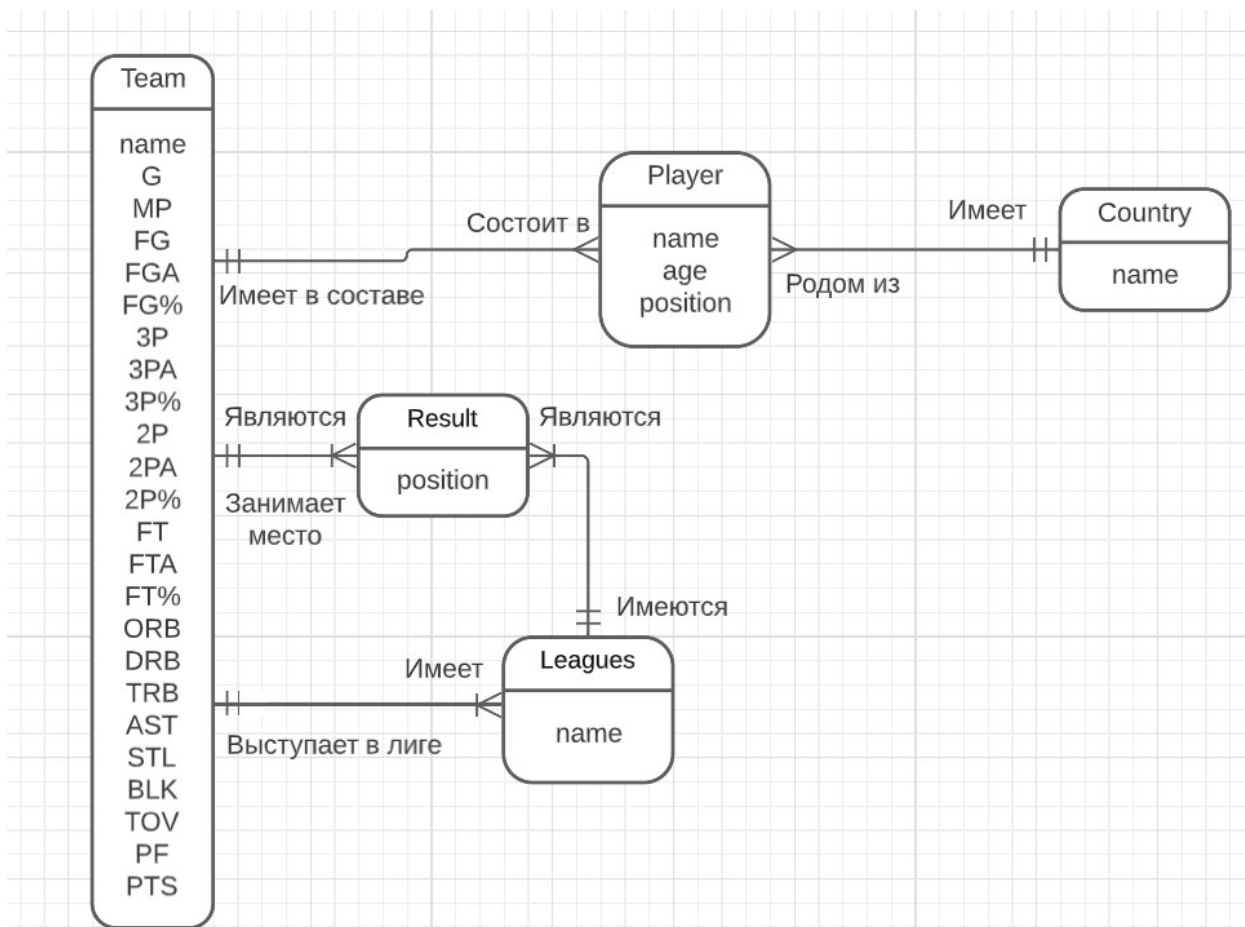 Team
name
G
MP
FG
FGA
FG%
3P
3PA
3P%
2P
2PA
2P%
FT
FTA
FT%
ORB
DRB
TRB
AST
STL
BLK
TOV
PF
PTS
Состоит в
Имеет в составе
Player
name
age
position
Имеет
Родом из
Country
name
Являются
Занимает
место
Result
position
Являются
Имеются
Имеет
Выступает в лиге
Leagues
name